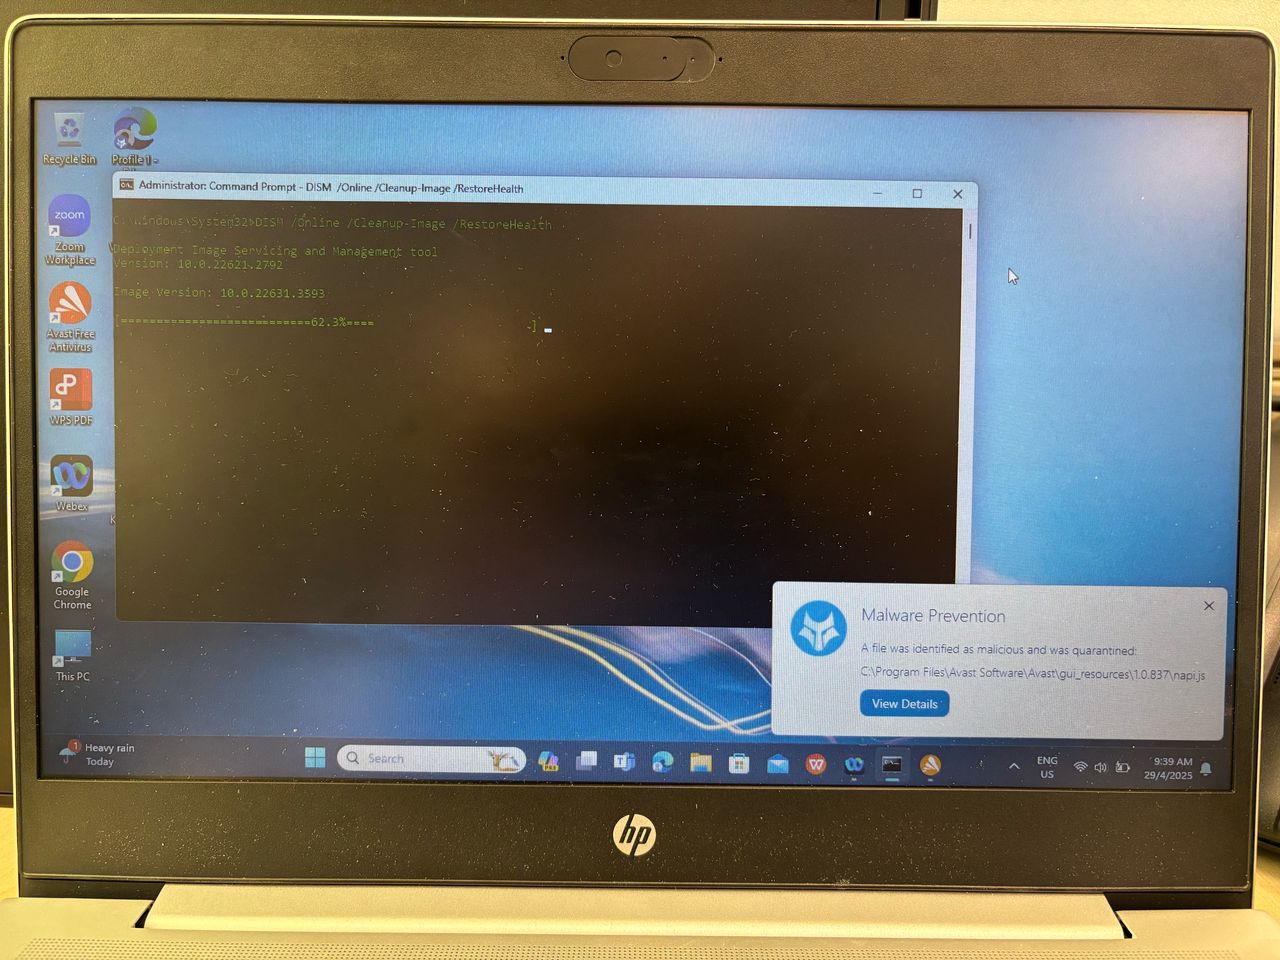 Recycle Bin
Profile 1 -
zoom
Zoom
Workplace
Avast Free
Antivirus
WPS PDF
Webex
Google
Chrome
This PC
Administrator: Command Prompt - DISM /Online /Cleanup-Image /RestoreHealth
C:\Windows\System32>DISM /Online /Cleanup-Image /RestoreHealth
Deployment Image Servicing and Management tool
Version: 10.0.22621.2792
Image Version: 10.0.22631.3593
[===========================62.3%====                      -]
Malware Prevention
A file was identified as malicious and was quarantined:
C:\Program Files\Avast Software\Avast\gui_resources\1.0.837\napi.js
View Details
1
Heavy rain
Today
Search
ENG
US
9:39 AM
29/4/2025
hp